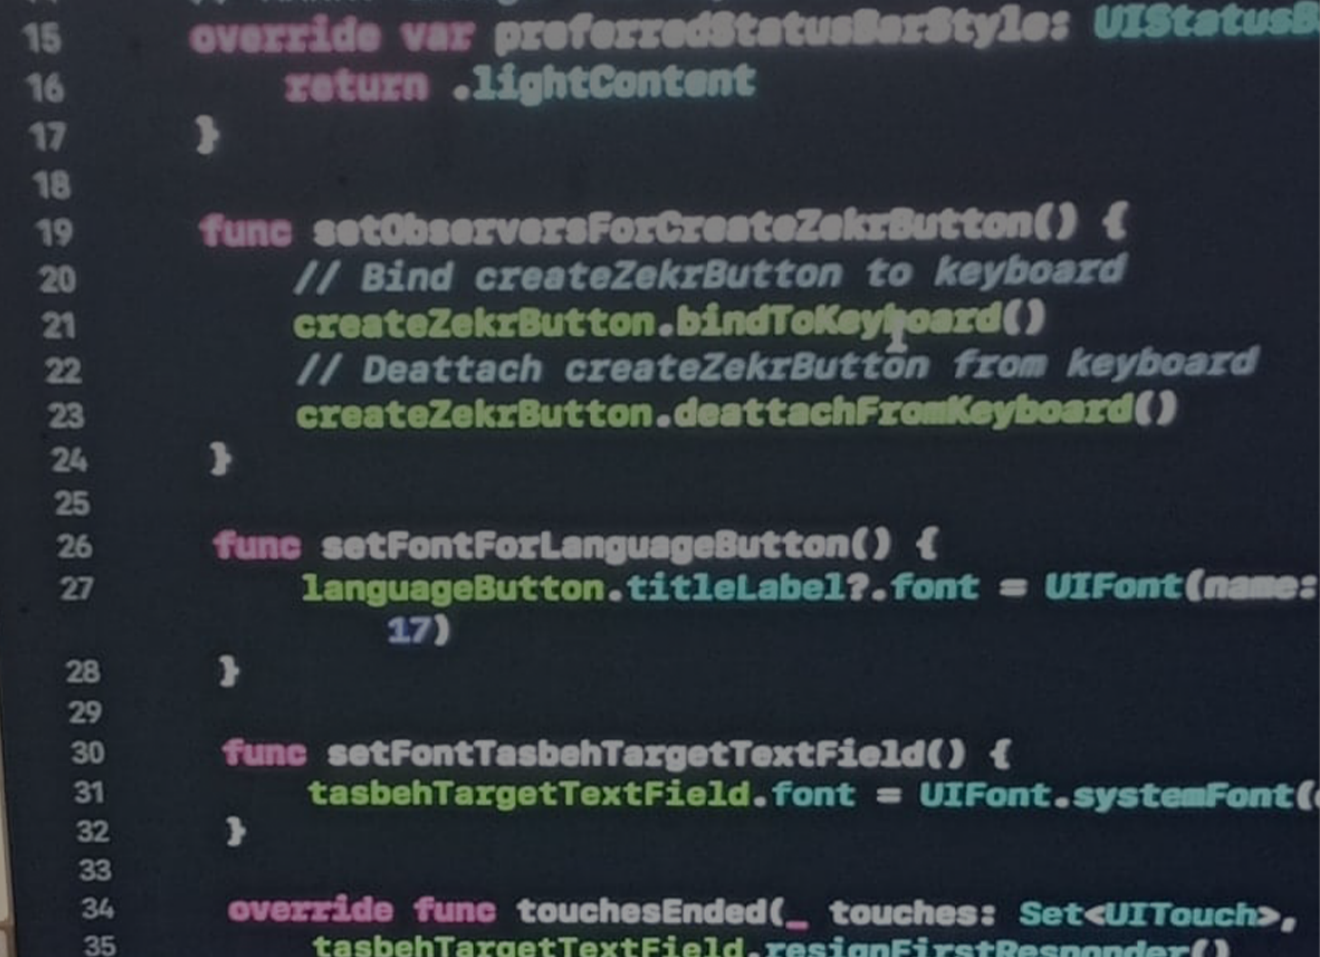 15 override var preferredStatusBarStyle:
16 return .lightContent
17 }
18
19 func setObserversForCreateZekrButton() {
20 // Bind createZekrButton to keyboard
21 createZekrButton.bindToKeyboard()
22 // Deattach createZekrButton from keyboard
23 createZekrButton.deattachFromKeyboard()
24 }
25
26 func setFontForLanguageButton() {
27 languageButton.titleLabel?.font = UIFont(name:
17)
28 }
29
30 func setFontTasbehTargetTextField() {
31 tasbehTargetTextField.font = UIFont.systemFont(
32 }
33
34 override func touchesEnded(_ touches: Set<UITouch>,
35 tasbehTargetTextField.resignFirstResponder()